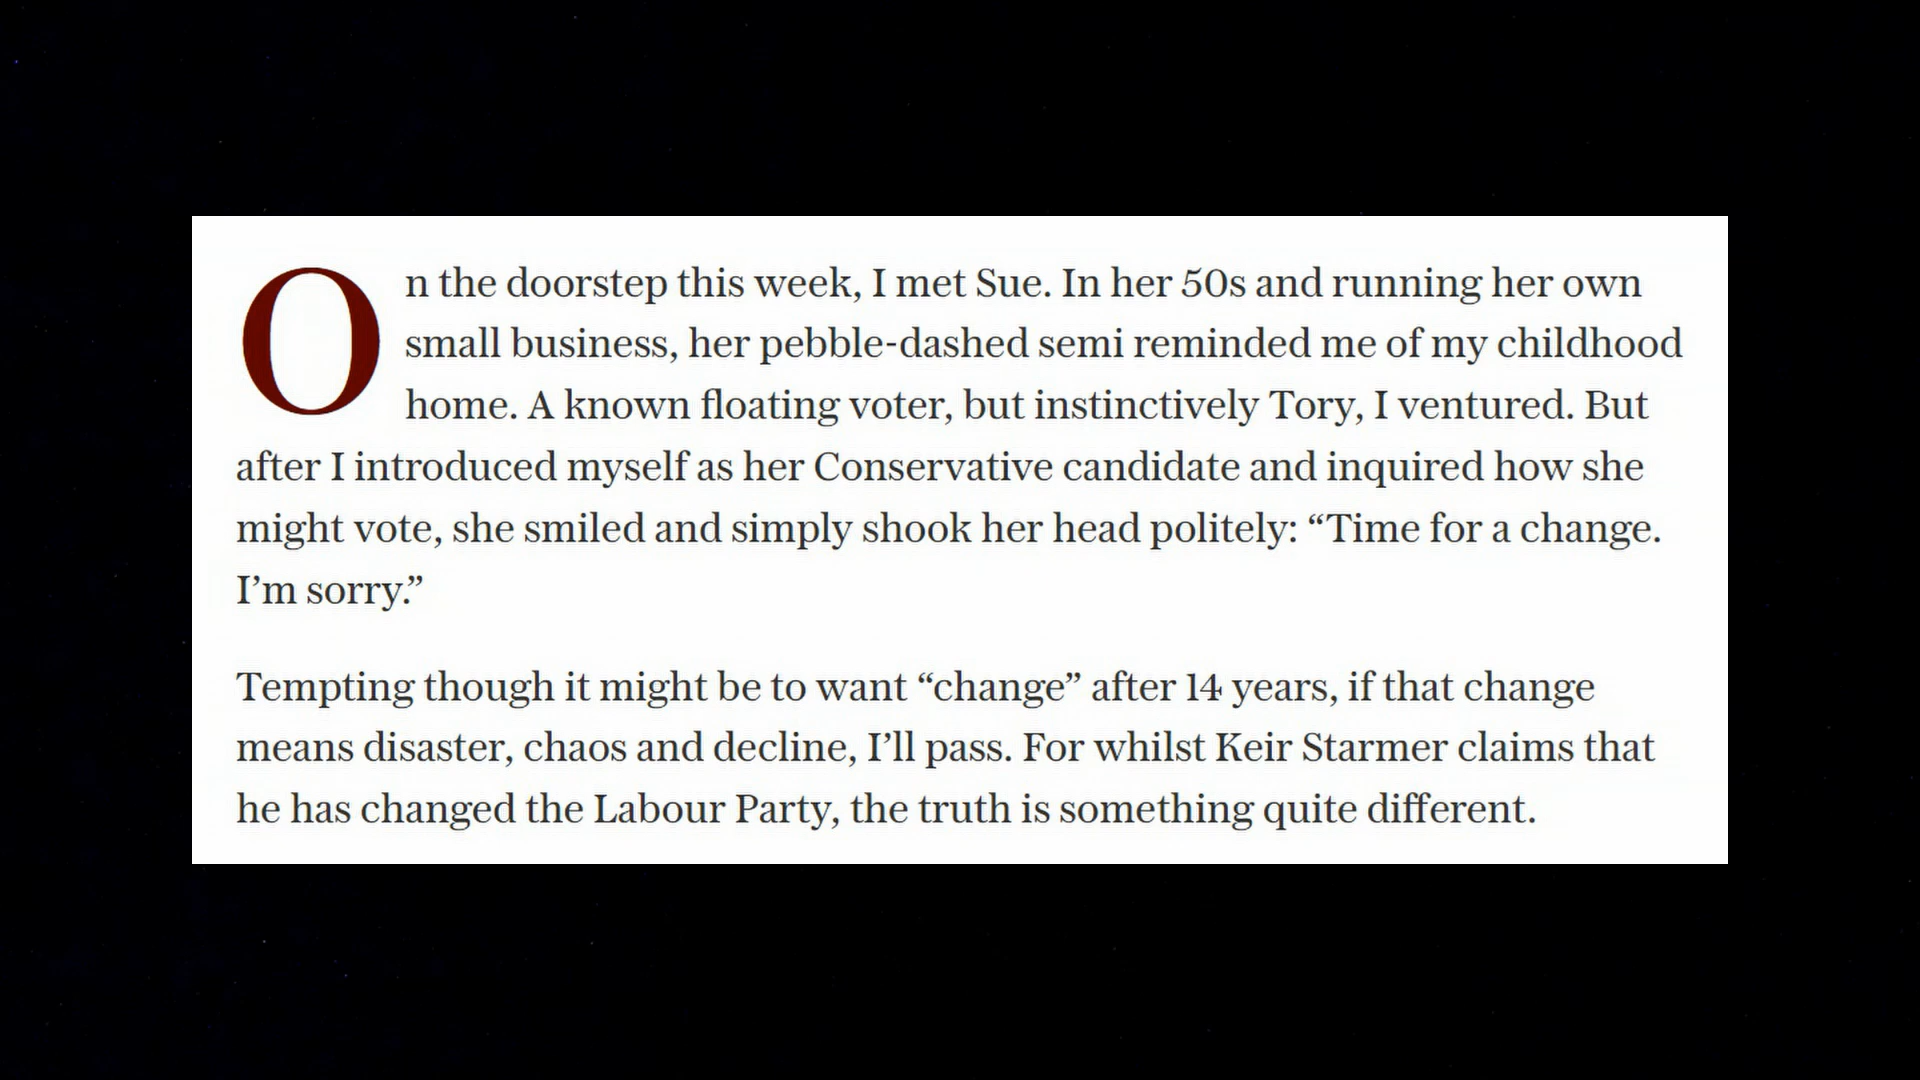 On the doorstep this week, I met Sue. In her 50s and running her own
small business, her pebble-dashed semi reminded me of my childhood
home. A known floating voter, but instinctively Tory, I ventured. But
after I introduced myself as her Conservative candidate and inquired how she
might vote, she smiled and simply shook her head politely: “Time for a change.
I’m sorry.”
Tempting though it might be to want “change” after 14 years, if that change
means disaster, chaos and decline, I’ll pass. For whilst Keir Starmer claims that
he has changed the Labour Party, the truth is something quite different.